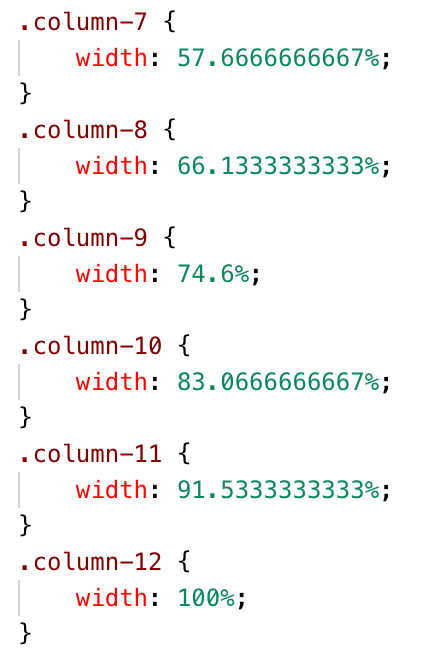 .column-7 {
    width: 57.6666666667%;
}
.column-8 {
    width: 66.1333333333%;
}
.column-9 {
    width: 74.6%;
}
.column-10 {
    width: 83.0666666667%;
}
.column-11 {
    width: 91.5333333333%;
}
.column-12 {
    width: 100%;
}